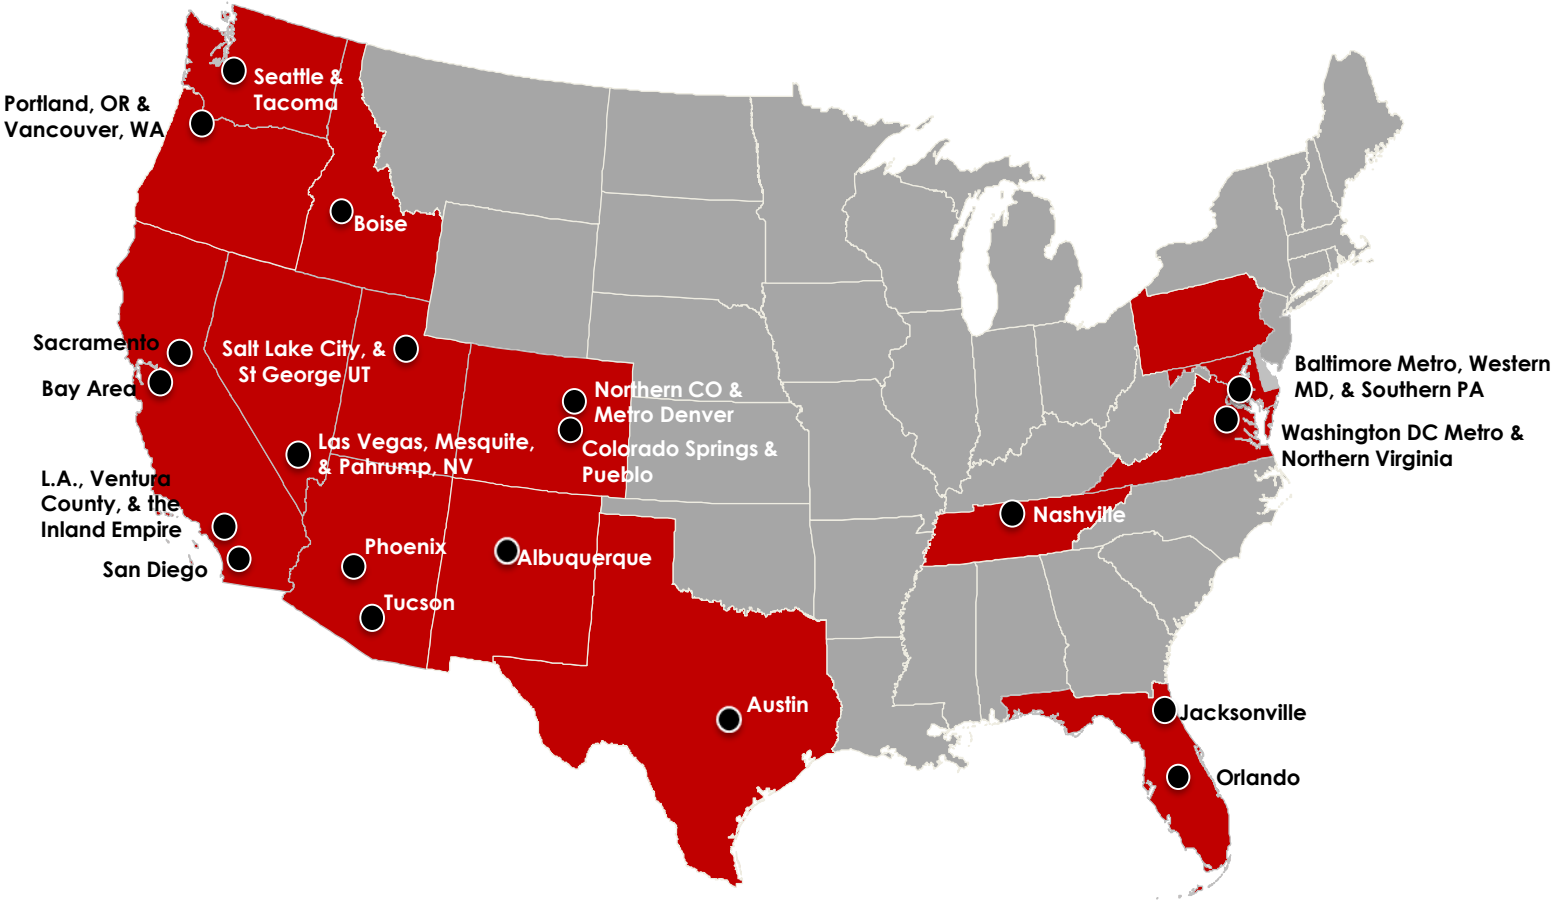 Seattle &
Tacoma
Portland, OR &
Vancouver, WA
Boise
Sacramento
Bay Area
Salt Lake City, &
St George UT
Northern CO &
Metro Denver
Colorado Springs &
Pueblo
Las Vegas, Mesquite,
& Pahrump, NV
L.A., Ventura
County, & the
Inland Empire
San Diego
Phoenix
Tucson
Albuquerque
Austin
Nashville
Baltimore Metro, Western
MD, & Southern PA
Washington DC Metro &
Northern Virginia
Jacksonville
Orlando